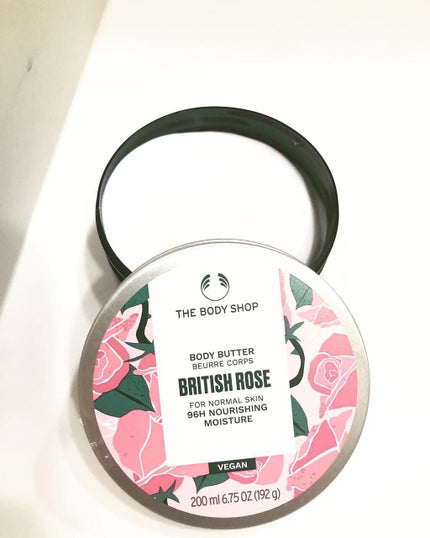 THE BODY SHOP
BODY BUTTER
BEURRE CORPS
BRITISH ROSE
FOR NORMAL SKIN
96H NOURISHING
MOISTURE
VEGAN
200 ml 6.75 OZ (192 g)